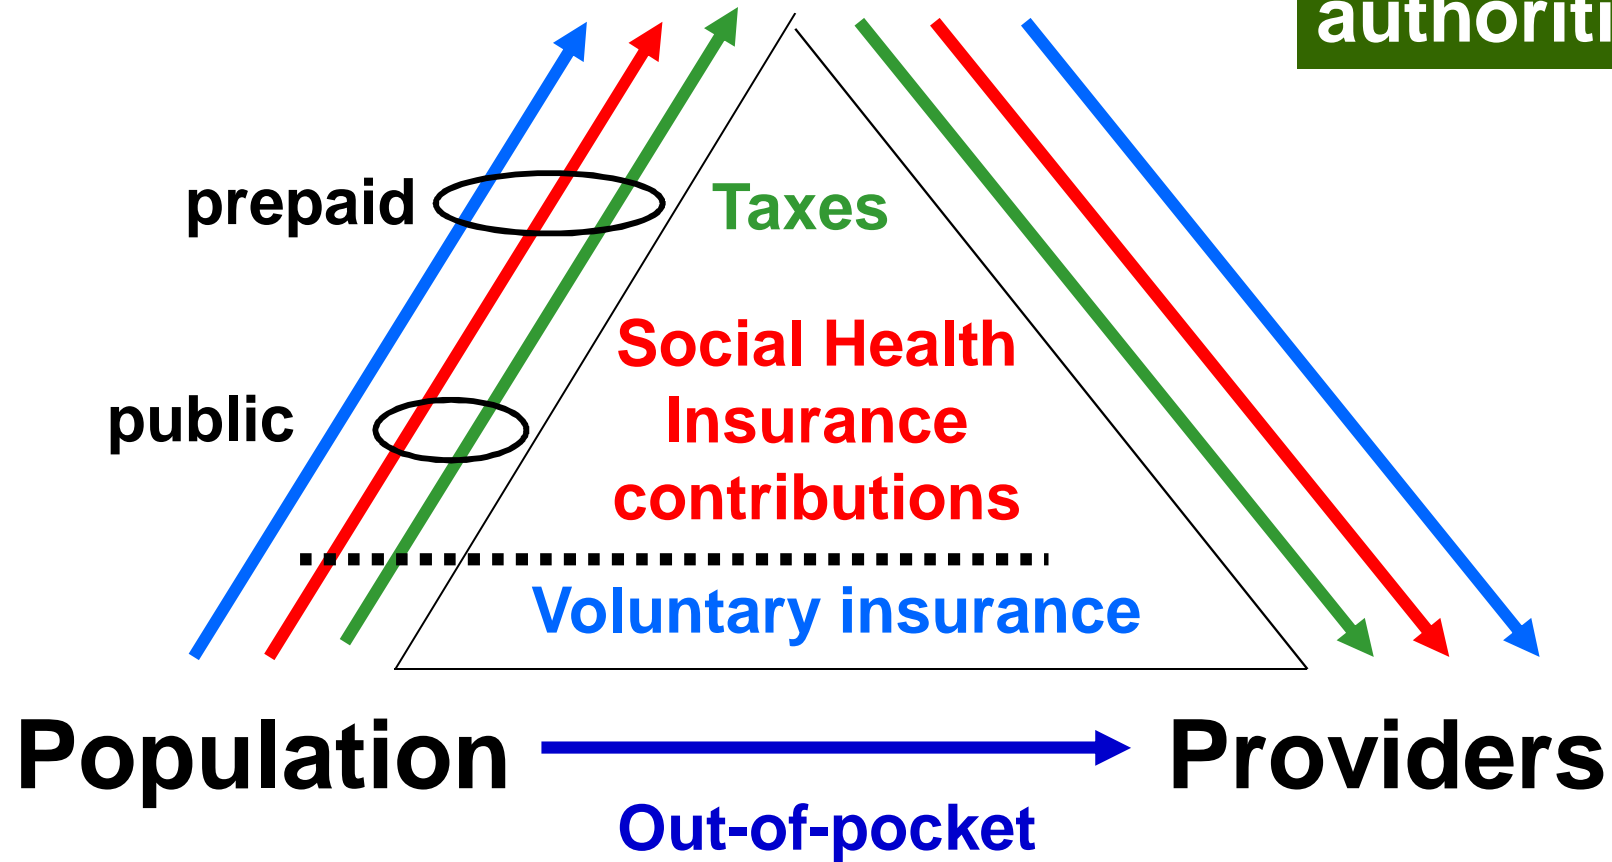 authoriti
prepaid
Taxes
Social Health
Insurance
contributions
public
Voluntary insurance
Population
Providers
Out-of-pocket